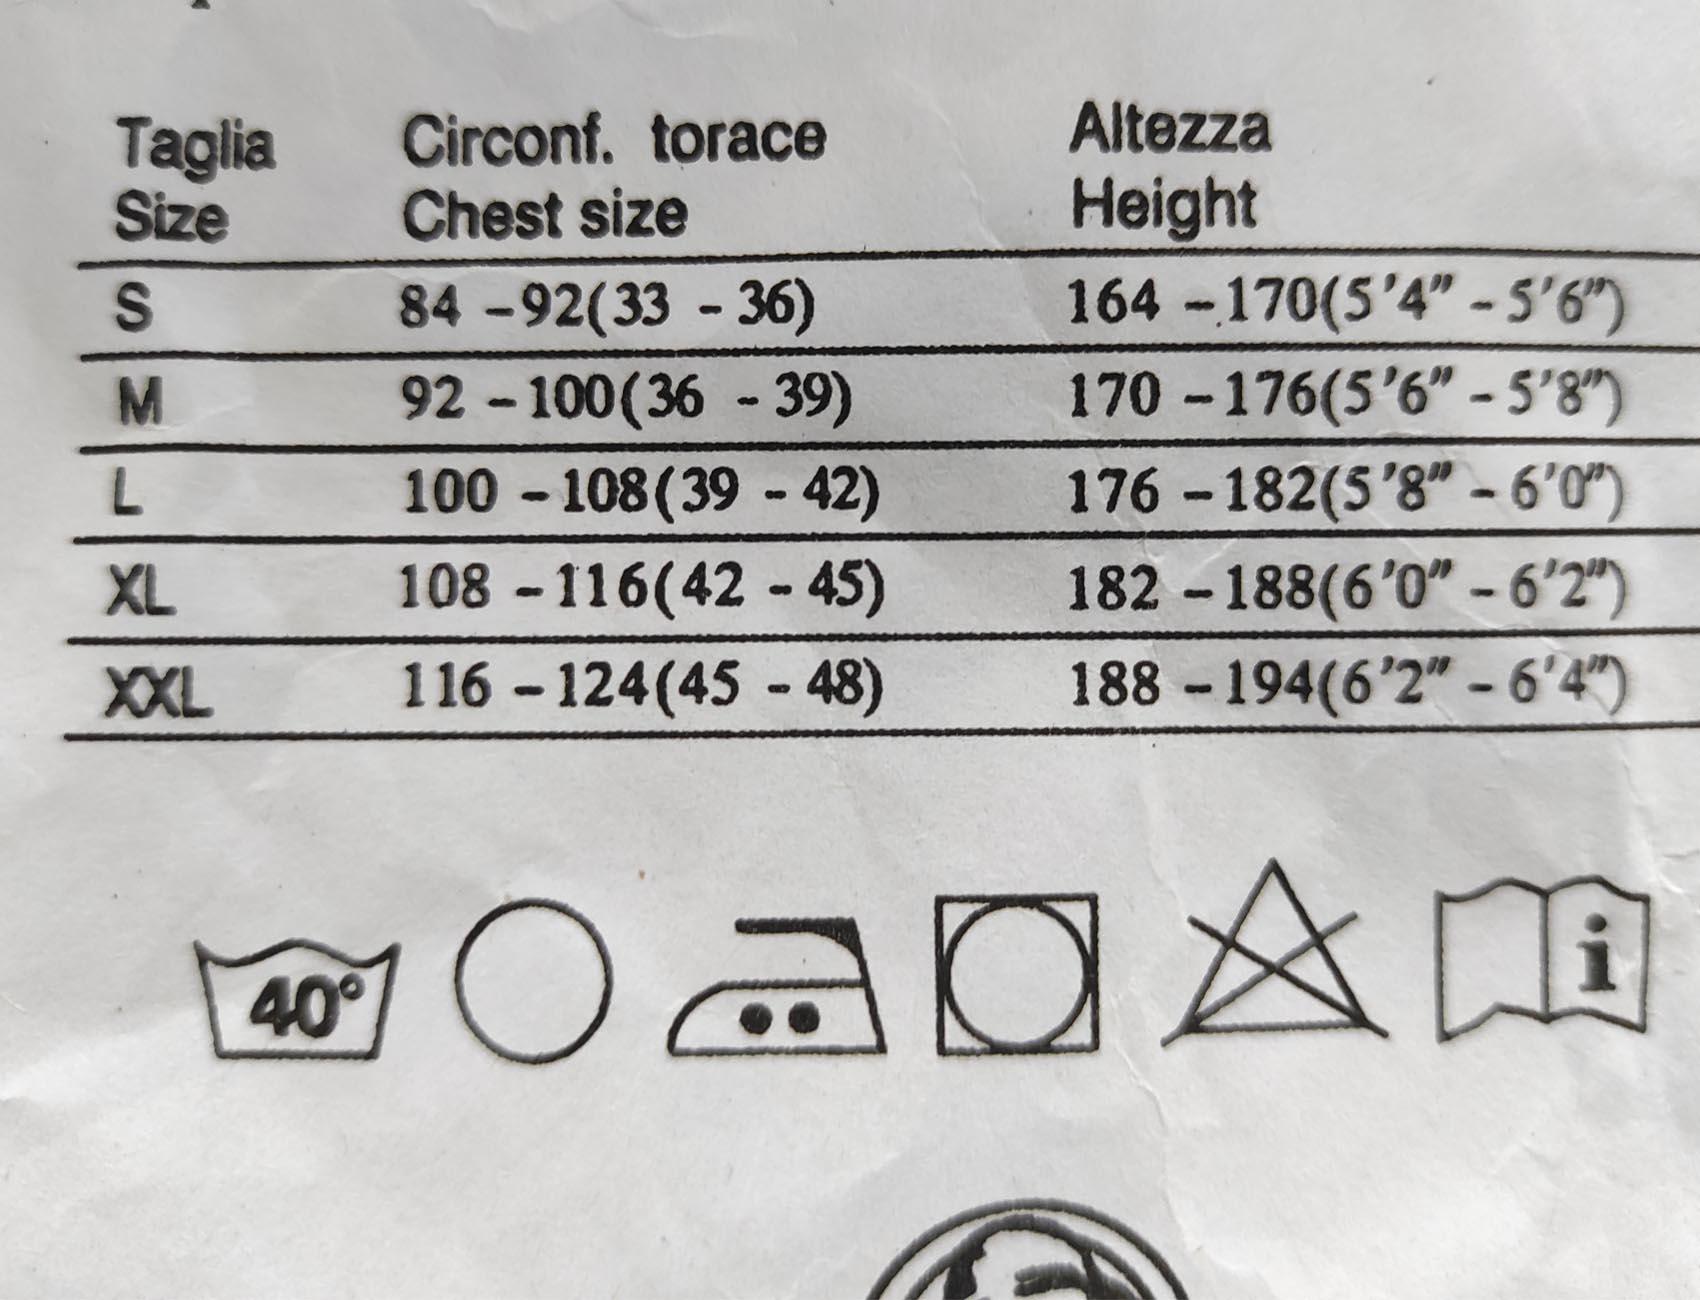 Taglia Circonf. torace Altezza
Size Chest size Height
S 84 -92(33 - 36) 164 -170(5'4" - 5'6")
M 92 -100(36 - 39) 170 -176(5'6" - 5'8")
L 100 -108(39 - 42) 176 -182(5'8" - 6'0")
XL 108 -116(42 - 45) 182 -188(6'0" - 6'2")
XXL 116 -124(45 - 48) 188 -194(6'2" - 6'4")
40° i